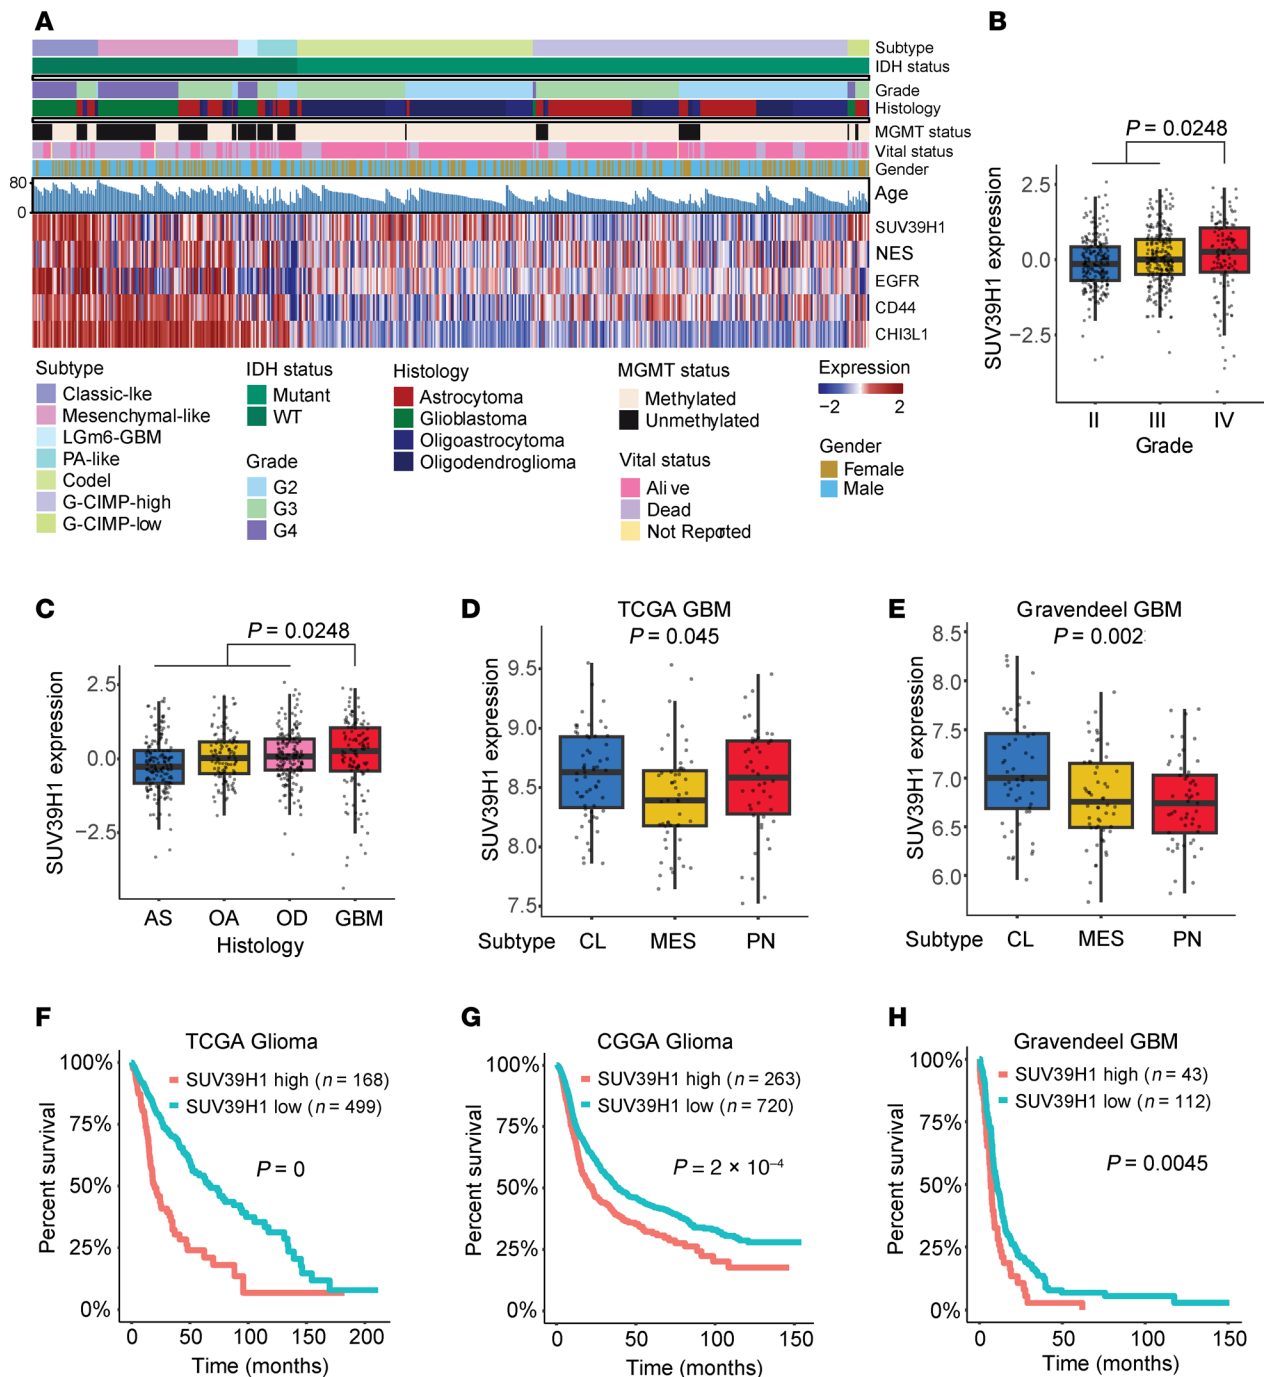 A
Subtype
IDH status
Grade
Histology
MGMT status
Vital status
Gender
80
0
Age
SUV39H1
NES
EGFR
CD44
CHI3L1
Subtype
Classic-lke
Mesenchymal-like
LGm6-GBM
PA-like
Codel
G-CIMP-high
G-CIMP-low
IDH status
Mutant
WT
Grade
G2
G3
G4
Histology
Astrocytoma
Glioblastoma
Oligoastrocytoma
Oligodendroglioma
MGMT status
Methylated
Unmethylated
Vital status
Alive
Dead
Not Reported
Expression
−2 2
Gender
Female
Male
B
P = 0.0248
SUV39H1 expression
2.5
0.0
−2.5
II III IV
Grade
C
P = 0.0248
SUV39H1 expression
2.5
0.0
−2.5
AS OA OD GBM
Histology
D
TCGA GBM
P = 0.045
SUV39H1 expression
9.5
9.0
8.5
8.0
7.5
Subtype CL MES PN
E
Gravendeel GBM
P = 0.002
SUV39H1 expression
8.5
8.0
7.0
6.5
6.0
Subtype CL MES PN
F
TCGA Glioma
SUV39H1 high (n = 168)
SUV39H1 low (n = 499)
P = 0
Percent survival
100%
75%
50%
25%
0%
0 50 100 150 200
Time (months)
G
CGGA Glioma
SUV39H1 high (n = 263)
SUV39H1 low (n = 720)
P = 2 × 10⁻⁴
Percent survival
100%
75%
50%
25%
0%
0 50 100 150
Time (months)
H
Gravendeel GBM
SUV39H1 high (n = 43)
SUV39H1 low (n = 112)
P = 0.0045
Percent survival
100%
75%
50%
25%
0%
0 50 100 150
Time (months)